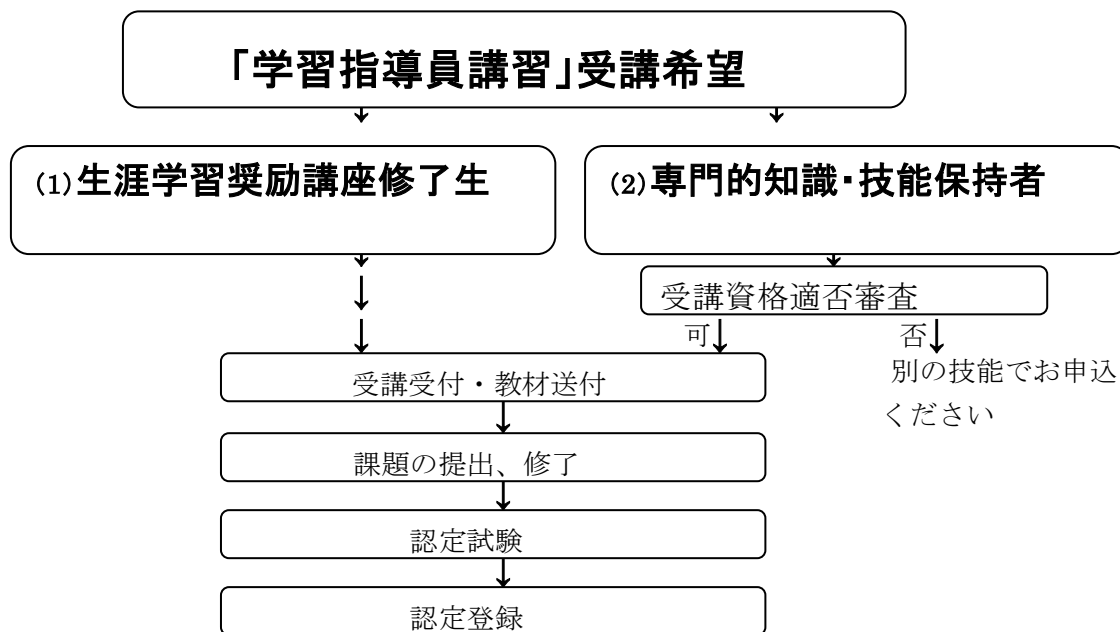 「学習指導員講習」受講希望
(1)生涯学習奨励講座修了生
(2)専門的知識・技能保持者
受講資格適否審査
可
否
別の技能でお申込
ください
受講受付・教材送付
課題の提出、修了
認定試験
認定登録